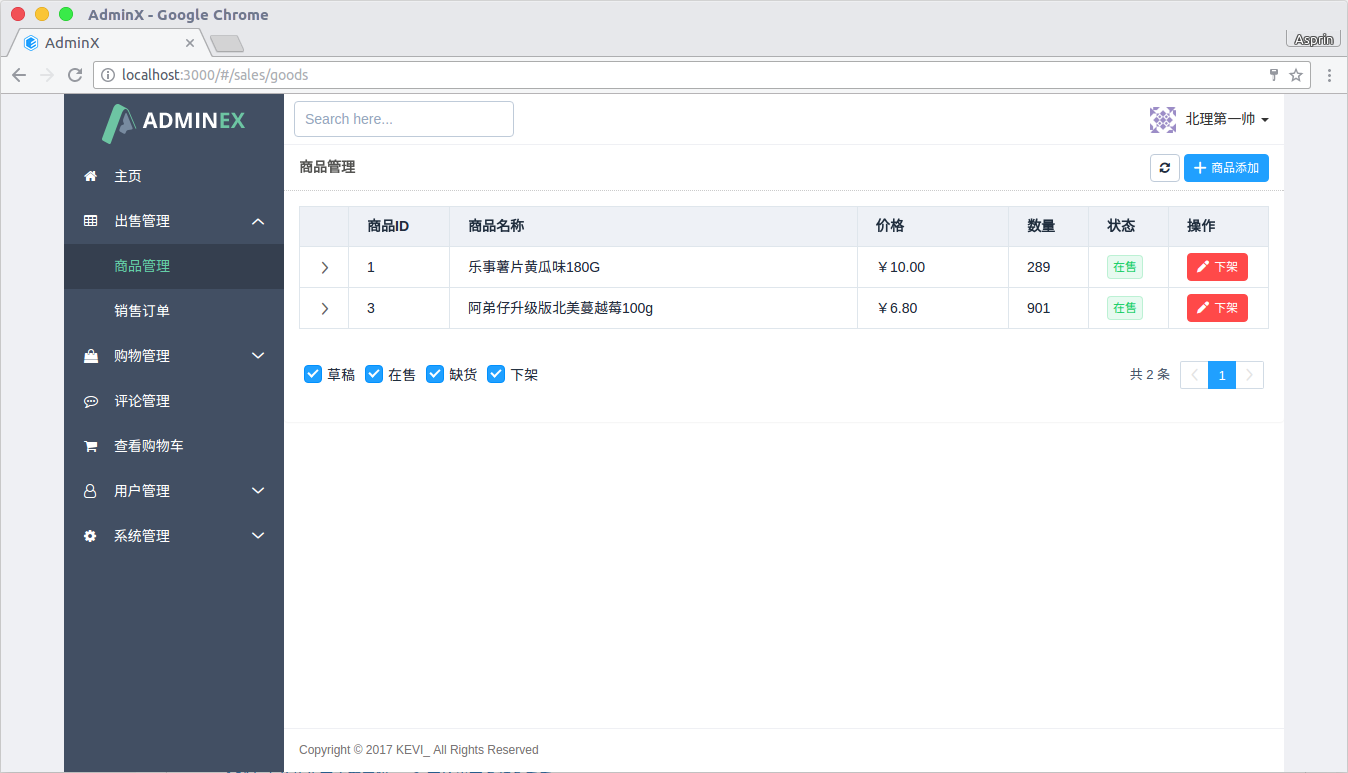 AdminX - Google Chrome
AdminX
Asprin
localhost:3000/#/sales/goods
ADMINEX
Search here...
北理第一帅
主页
商品管理
商品添加
出售管理
商品ID 商品名称 价格 数量 状态 操作
商品管理
1 乐事薯片黄瓜味180G ￥10.00 289 在售 下架
销售订单
3 阿弟仔升级版北美蔓越莓100g ￥6.80 901 在售 下架
购物管理
草稿 在售 缺货 下架
共 2 条 1
评论管理
查看购物车
用户管理
系统管理
Copyright © 2017 KEVI_ All Rights Reserved